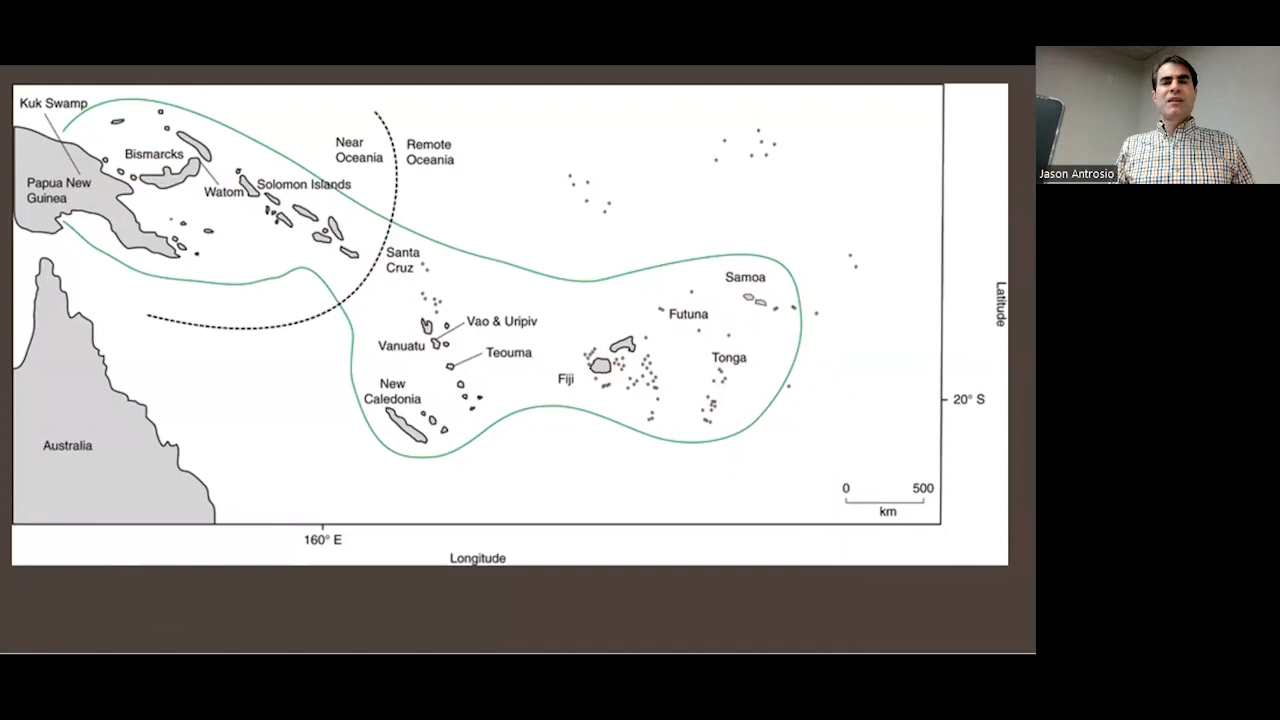 Kuk Swamp
Bismarcks
Near
Oceania
Remote
Oceania
Papua New
Guinea
Watom
Solomon Islands
Santa
Cruz
Samoa
Vao & Uripiv
Futuna
Vanuatu
Teouma
Tonga
Fiji
New
Caledonia
Australia
20° S
Latitude
0 500
km
160° E
Longitude
Jason Antrosio